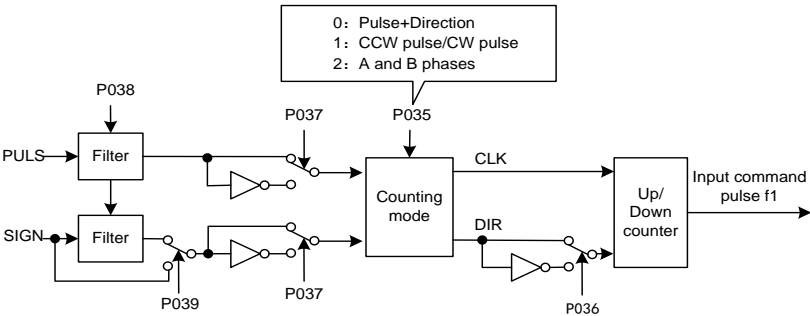 0: Pulse+Direction
1: CCW pulse/CW pulse
2: A and B phases
P038
P037
P035
PULS
Filter
CLK
Input command
pulse f1
Counting
mode
Up/
Down
counter
SIGN
Filter
DIR
P039
P037
P036